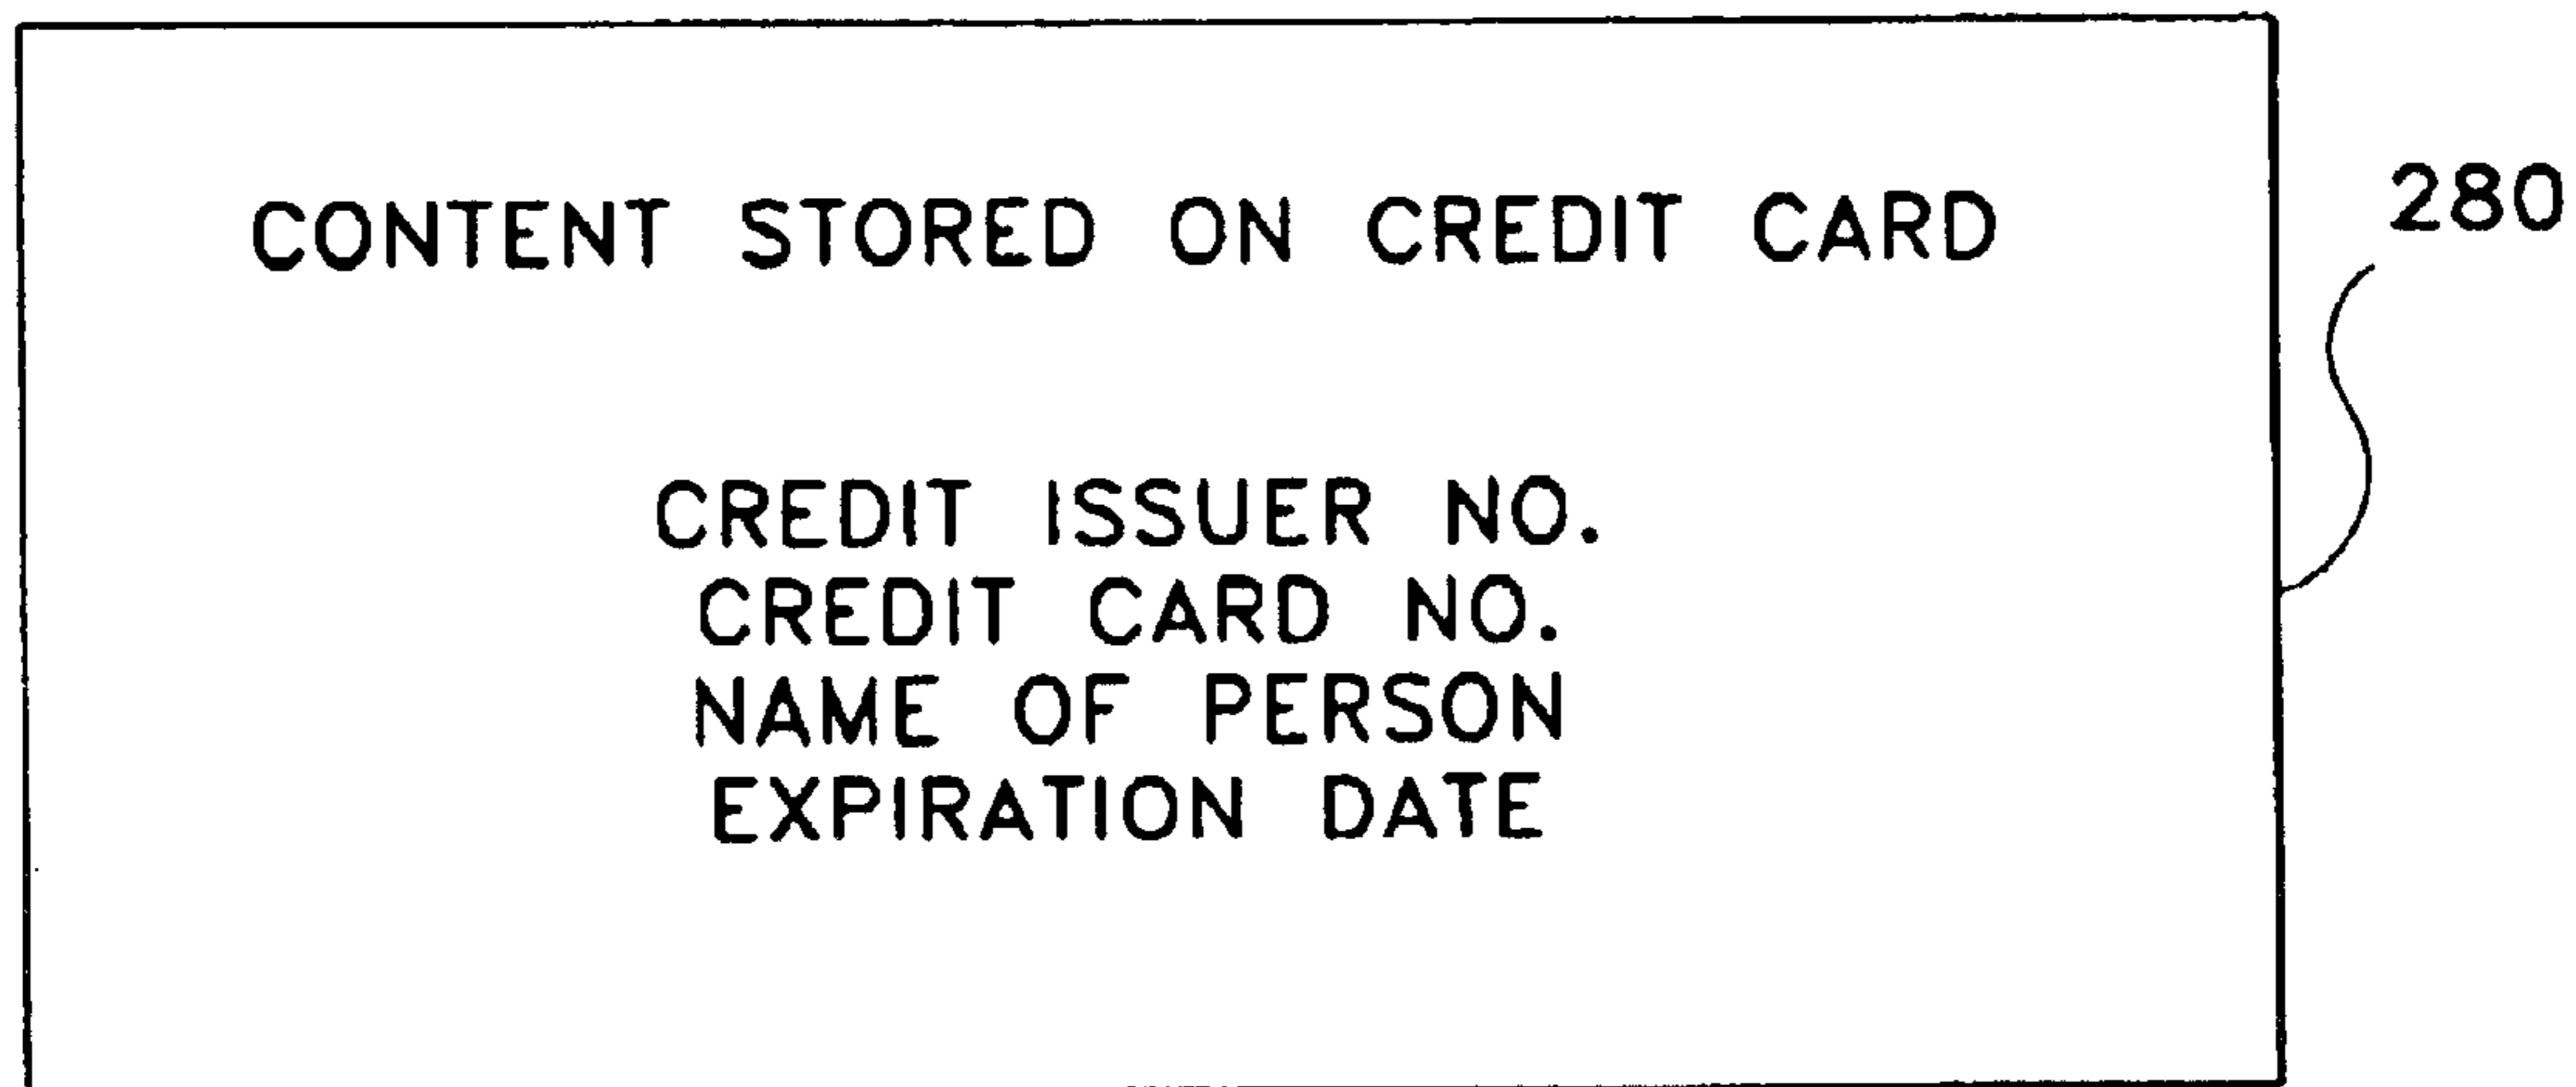 CONTENT STORED ON CREDIT CARD
280
CREDIT ISSUER NO.
CREDIT CARD NO.
NAME OF PERSON
EXPIRATION DATE